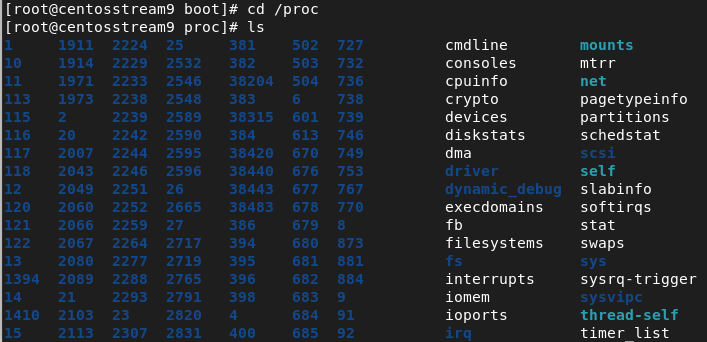 [root@centosstream9 boot]# cd /proc
[root@centosstream9 proc]# ls
1 1911 2224 25 381 502 727 cmdline mounts
10 1914 2229 2532 382 503 732 consoles mtrr
11 1971 2233 2546 38204 504 736 cpuinfo net
113 1973 2238 2548 383 6 738 crypto pagetypeinfo
115 2 2239 2589 38315 601 739 devices partitions
116 20 2242 2590 384 613 746 diskstats schedstat
117 2007 2244 2595 38420 670 749 dma scsi
118 2043 2246 2596 38440 676 753 driver self
12 2049 2251 26 38443 677 767 dynamic_debug slabinfo
120 2060 2252 2665 38483 678 770 execdomains softirqs
121 2066 2259 27 386 679 8 fb stat
122 2067 2264 2717 394 680 873 filesystems swaps
13 2080 2277 2719 395 681 881 fs sys
1394 2089 2288 2765 396 682 884 interrupts sysrq-trigger
14 21 2293 2791 398 683 9 iomem sysvipc
1410 2103 23 2820 4 684 91 ioports thread-self
15 2113 2307 2831 400 685 92 irq timer_list